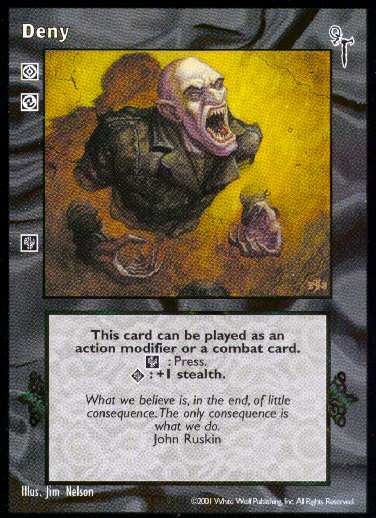 Deny
This card can be played as an
action modifier or a combat card.
: Press.
: +1 stealth.
What we believe is, in the end, of little
consequence. The only consequence is
what we do.
John Ruskin
Illus. Jim Nelson
©2001 White Wolf Publishing, Inc. All Rights Reserved.